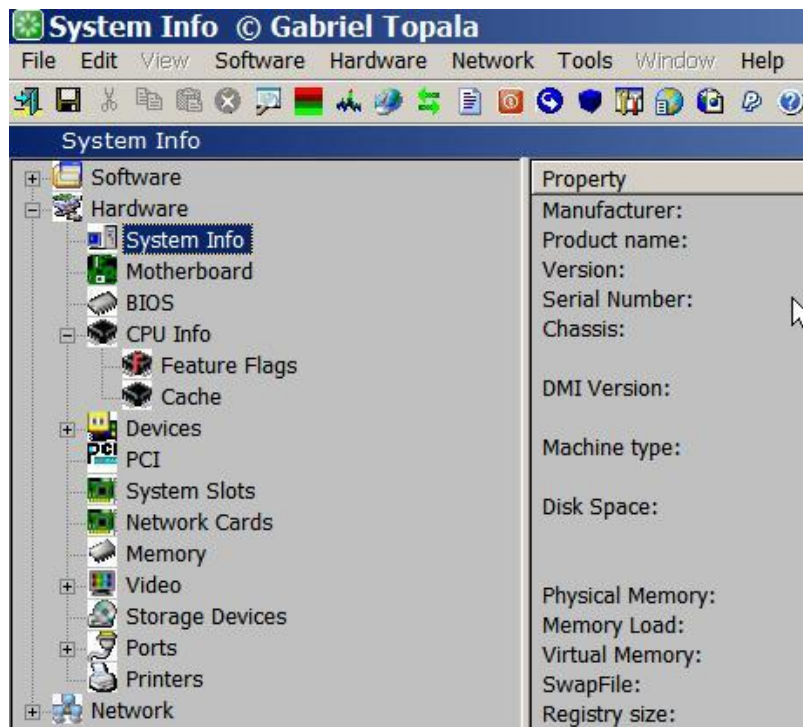 System Info © Gabriel Topala
File Edit View Software Hardware Network Tools Window Help
System Info
Software
Hardware
System Info
Motherboard
BIOS
CPU Info
Feature Flags
Cache
Devices
PCI
PCI
System Slots
Network Cards
Memory
Video
Storage Devices
Ports
Printers
Network
Property
Manufacturer:
Product name:
Version:
Serial Number:
Chassis:
DMI Version:
Machine type:
Disk Space:
Physical Memory:
Memory Load:
Virtual Memory:
SwapFile:
Registry size: